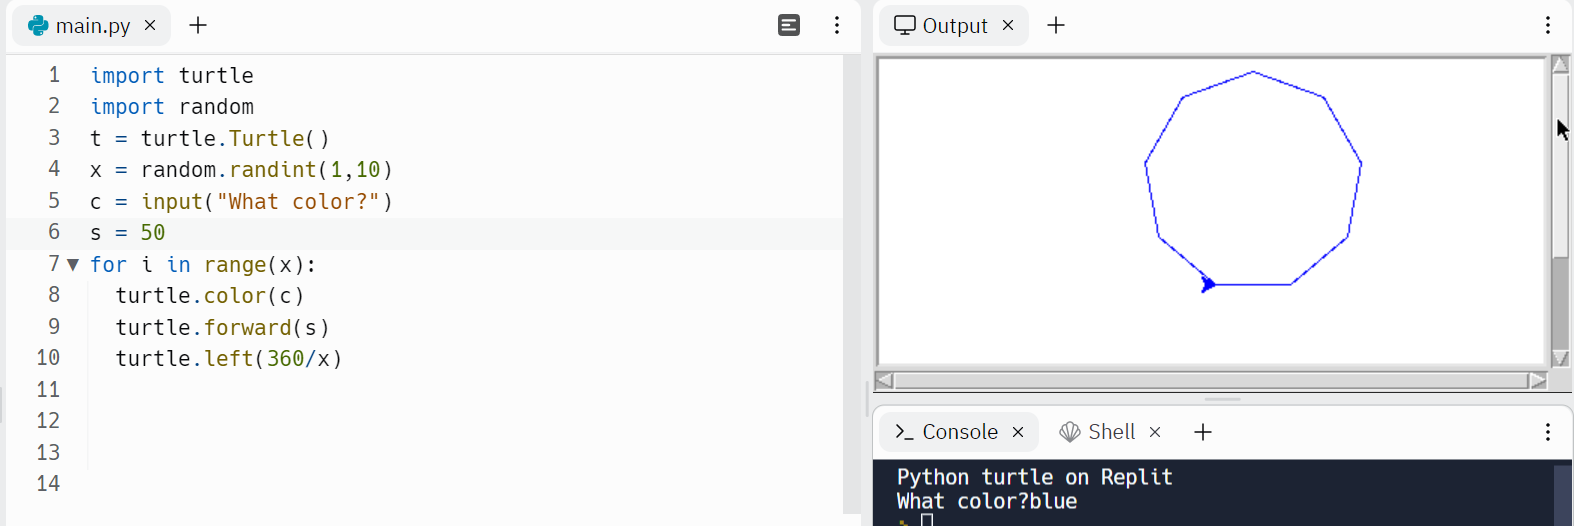 main.py
1 import turtle
2 import random
3 t = turtle.Turtle()
4 x = random.randint(1,10)
5 c = input("What color?")
6 s = 50
7 for i in range(x):
8   turtle.color(c)
9   turtle.forward(s)
10   turtle.left(360/x)
11
12
13
14
Output
Console
Shell
Python turtle on Replit
What color?blue